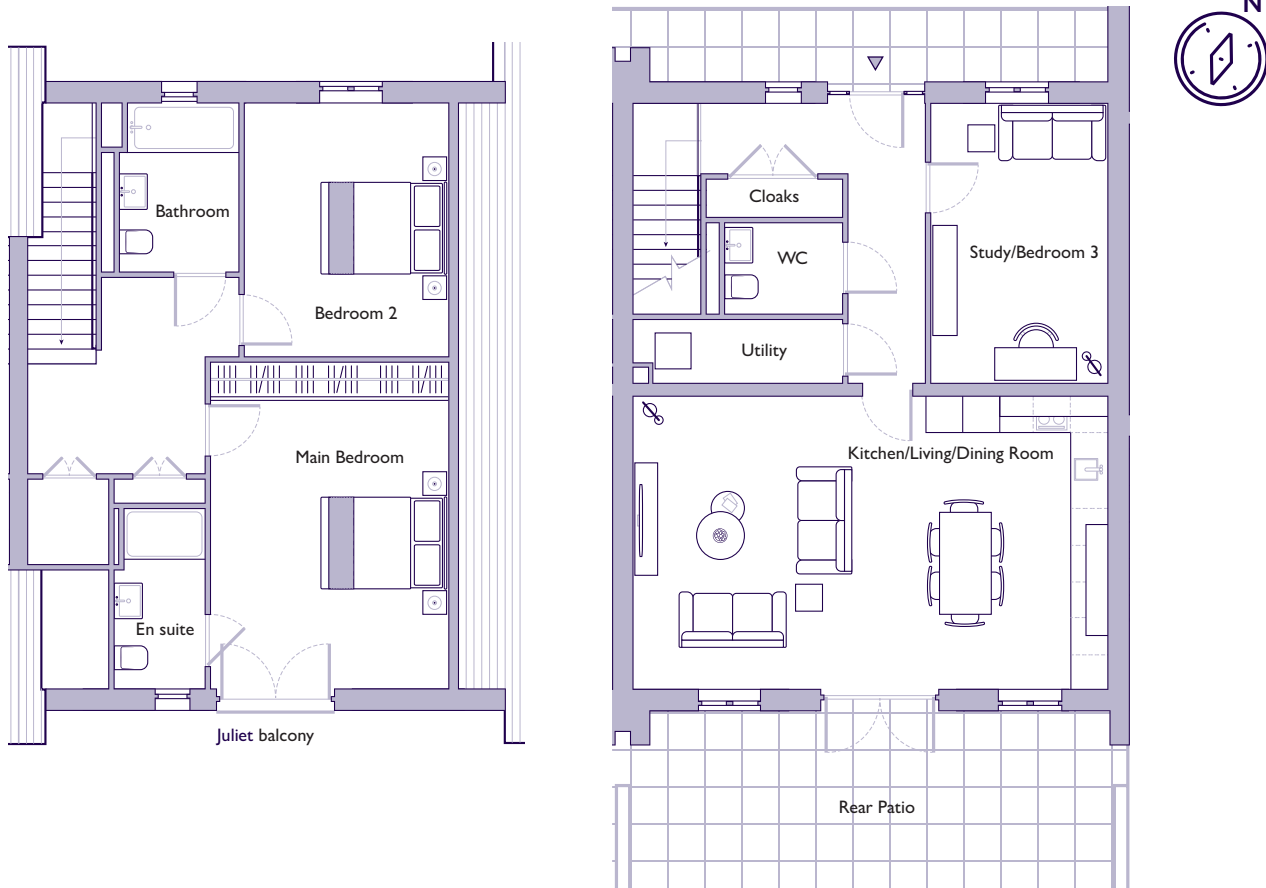 N
Bathroom
Bedroom 2
Main Bedroom
En suite
Juliet balcony
Cloaks
WC
Study/Bedroom 3
Utility
Kitchen/Living/Dining Room
Rear Patio